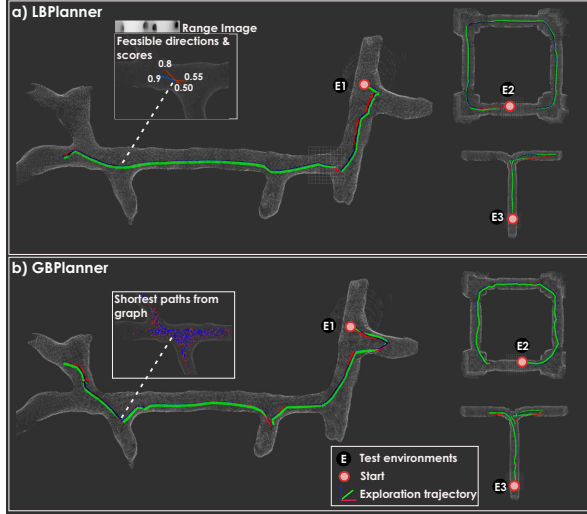 a) LBPlanner
Range Image
Feasible directions &
scores
0.8
0.9
0.55
0.50
E1
E2
E3
b) GBPlanner
Shortest paths from
graph
E1
E2
E3
E Test environments
Start
Exploration trajectory